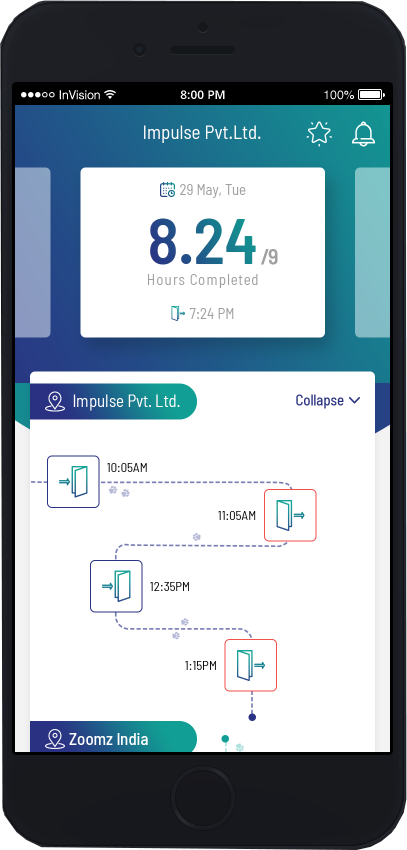 InVision 8:00 PM 100%
Impulse Pvt.Ltd.
29 May, Tue
8.24 /9
Hours Completed
7:24 PM
Impulse Pvt. Ltd. Collapse
10:05AM
11:05AM
12:35PM
1:15PM
Zoomz India